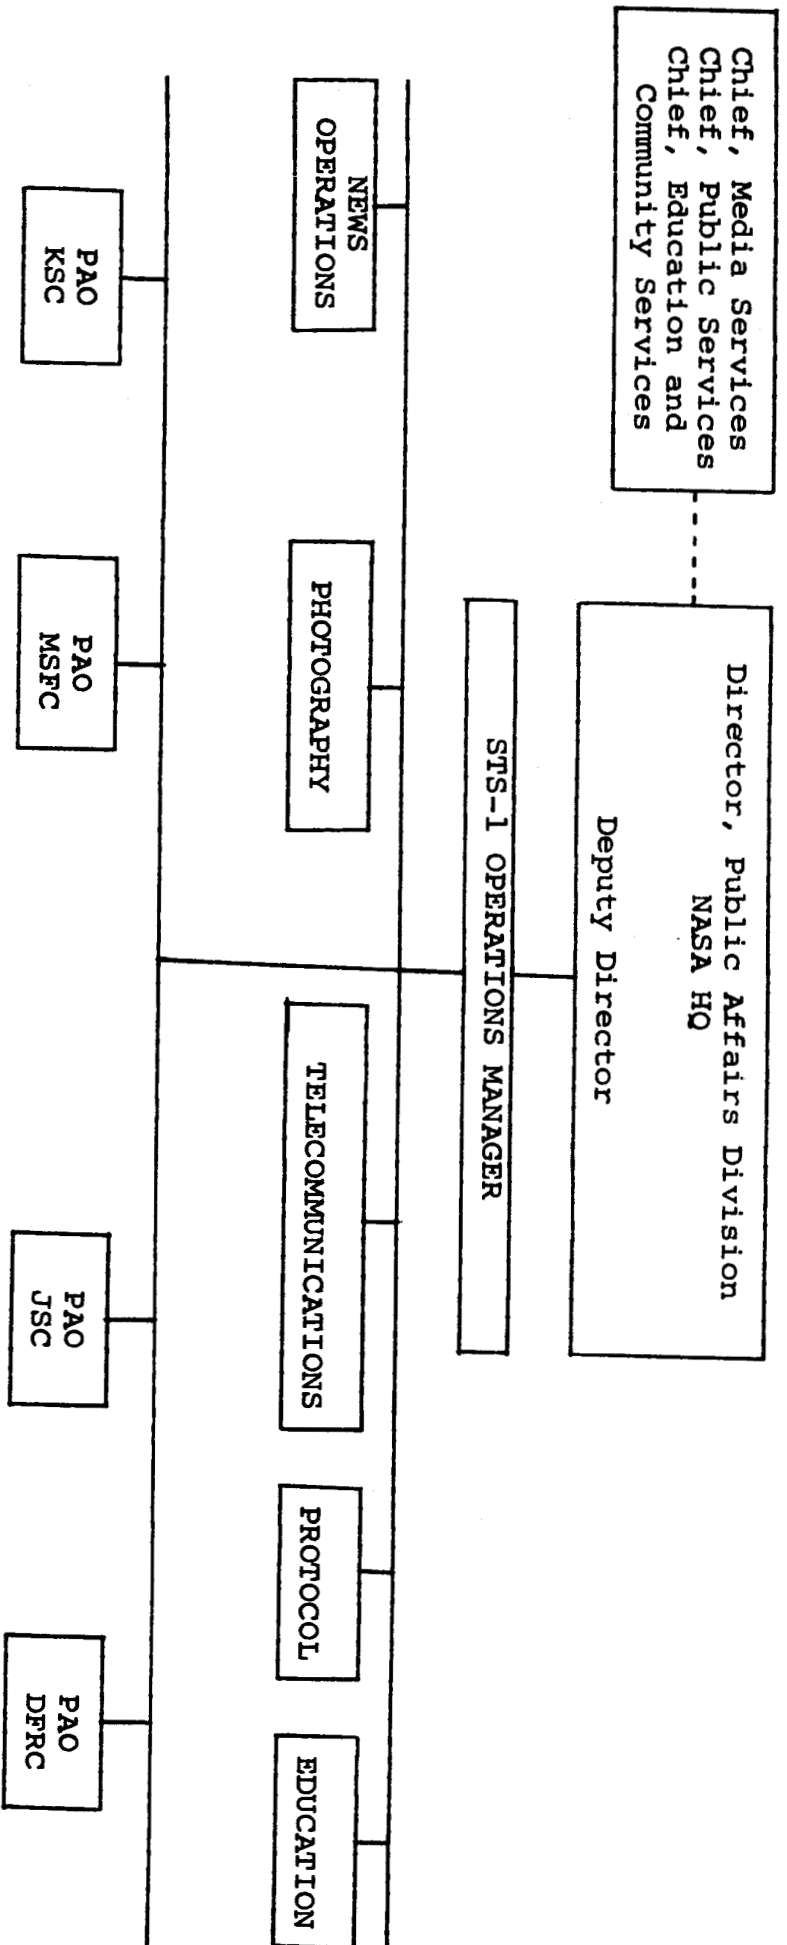 Chief, Media Services
Chief, Public Services
Chief, Education and
Community Services
Director, Public Affairs Division
NASA HQ
Deputy Director
STS-1 OPERATIONS MANAGER
NEWS
OPERATIONS
PHOTOGRAPHY
TELECOMMUNICATIONS
PROTOCOL
EDUCATION
PAO
KSC
PAO
MSFC
PAO
JSC
PAO
DFRC